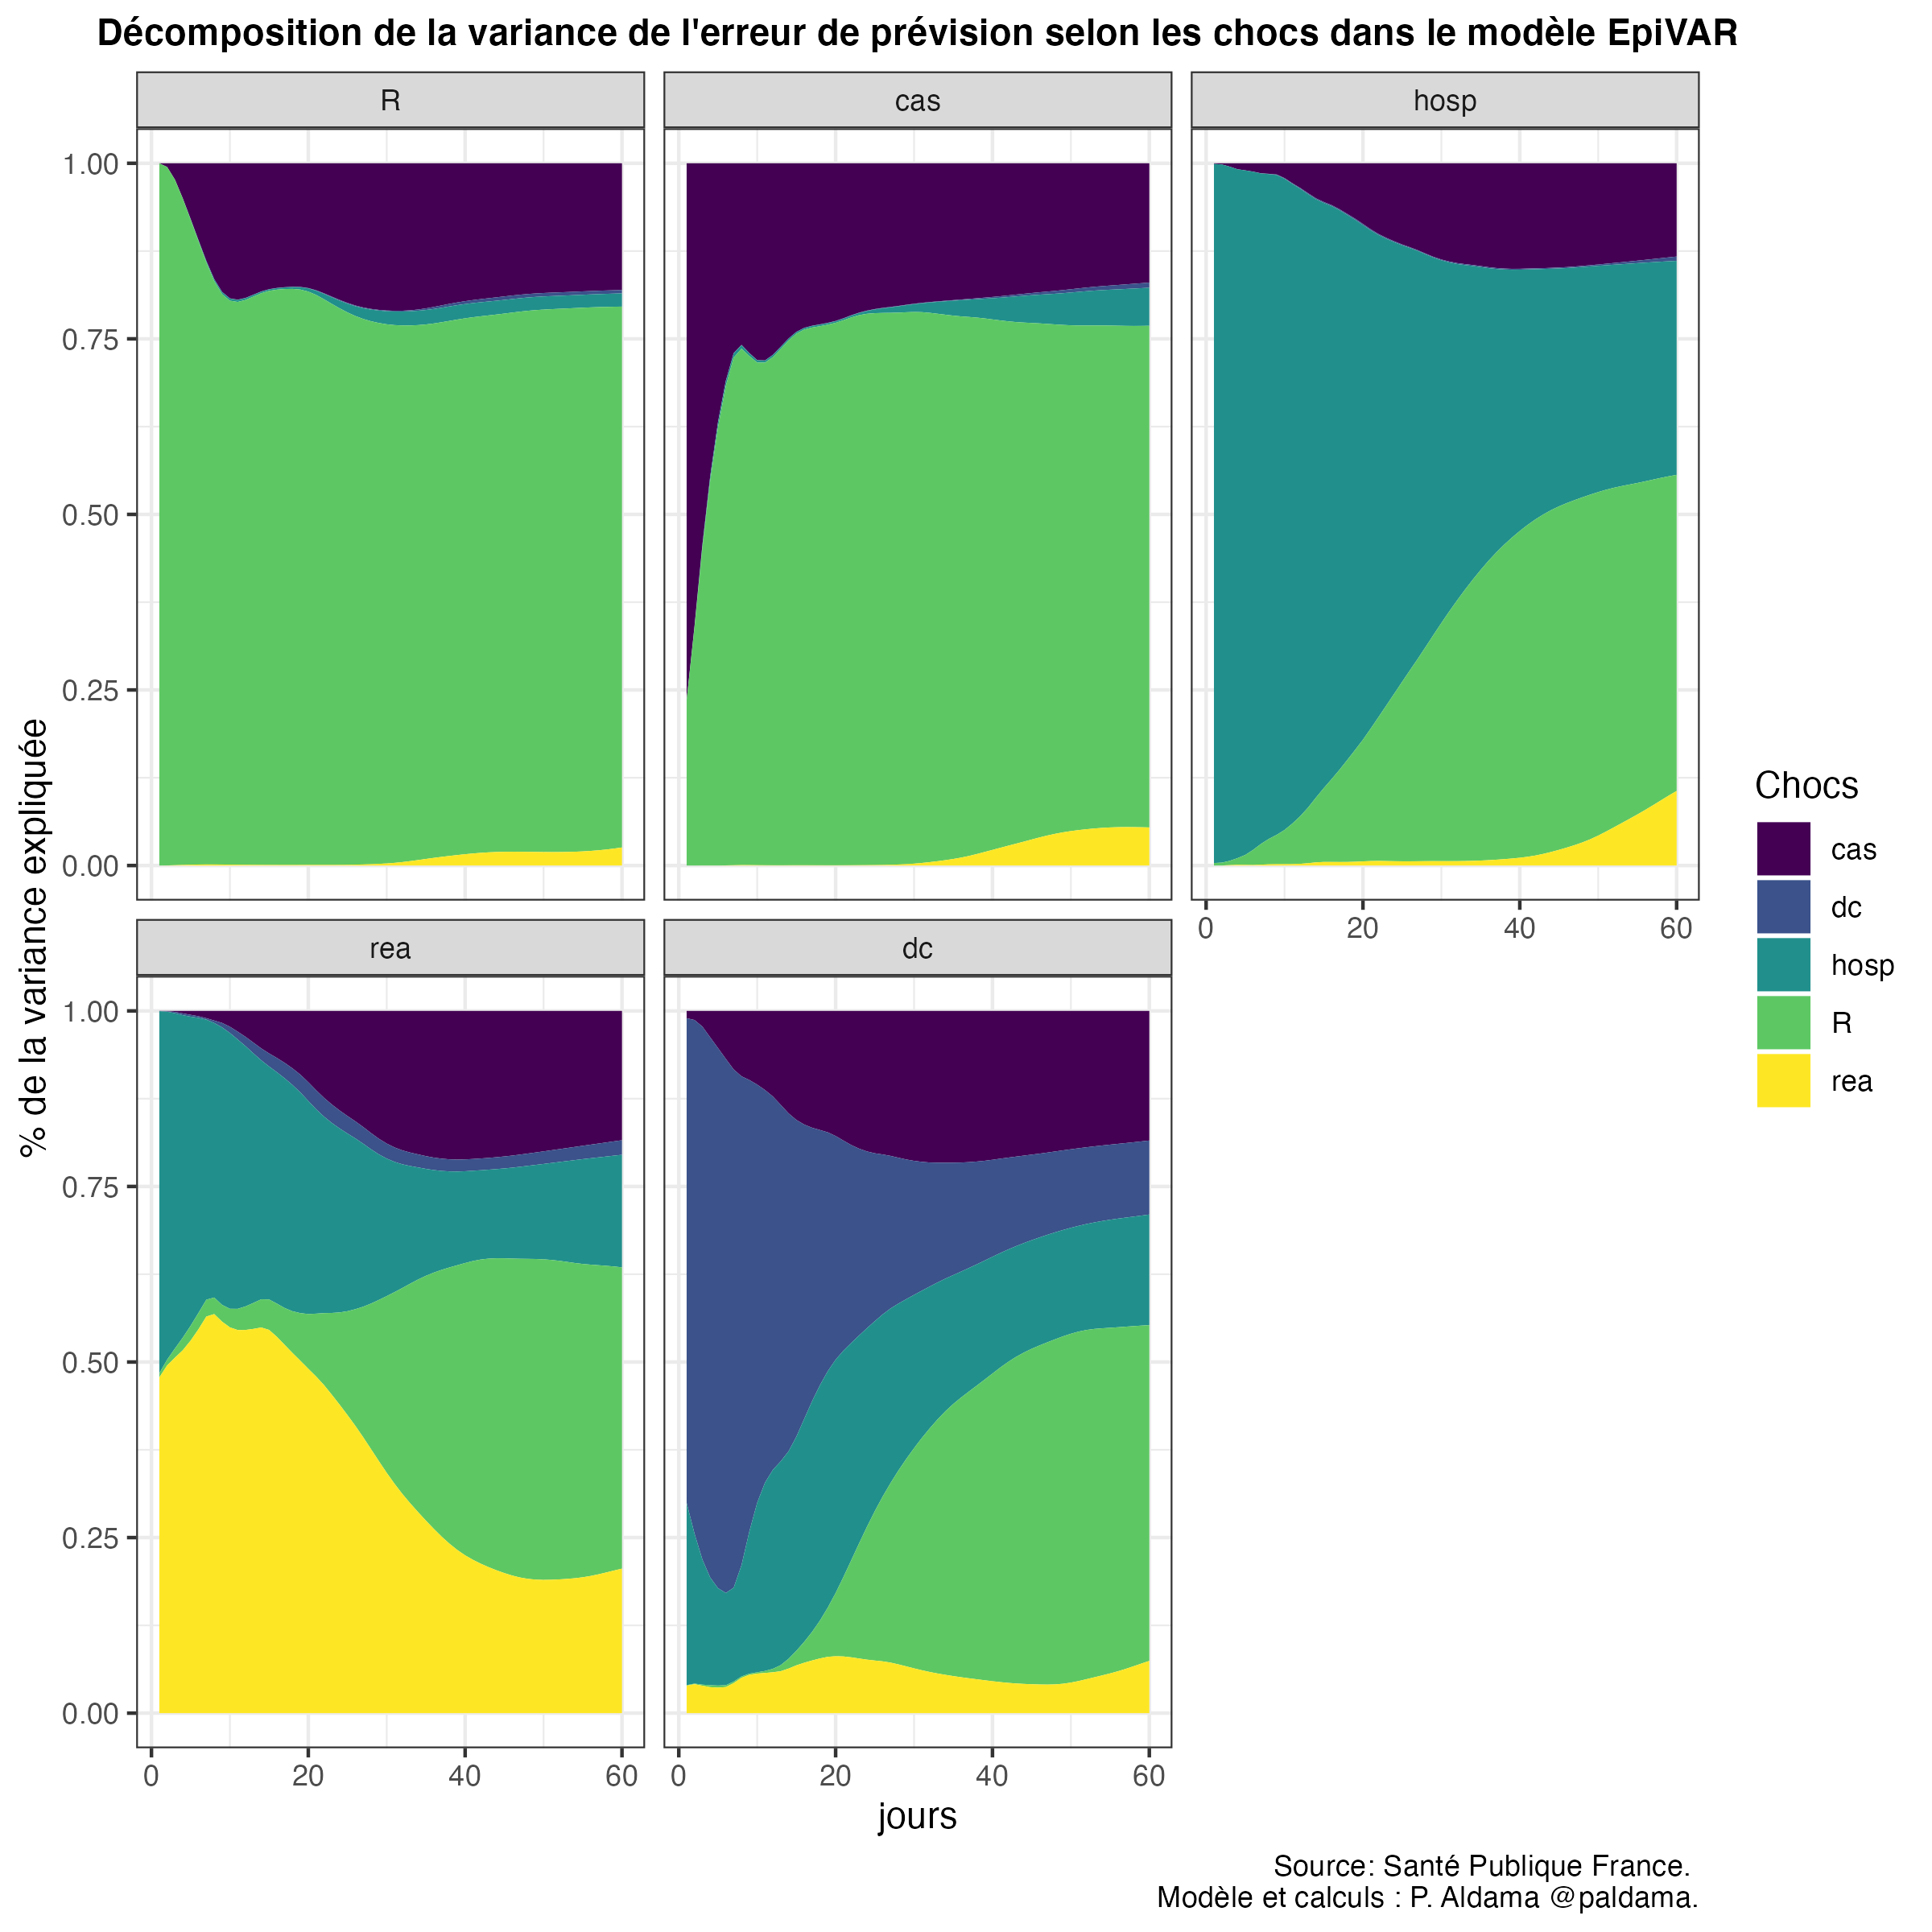 Décomposition de la variance de l'erreur de prévision selon les chocs dans le modèle EpiVAR
R
cas
hosp
1.00
0.75
0.50
0.25
0.00
0 20 40 60
rea
dc
1.00
0.75
0.50
0.25
0.00
0 20 40 60
0 20 40 60
% de la variance expliquée
jours
Chocs
cas
dc
hosp
R
rea
Source: Santé Publique France.
Modèle et calculs : P. Aldama @paldama.